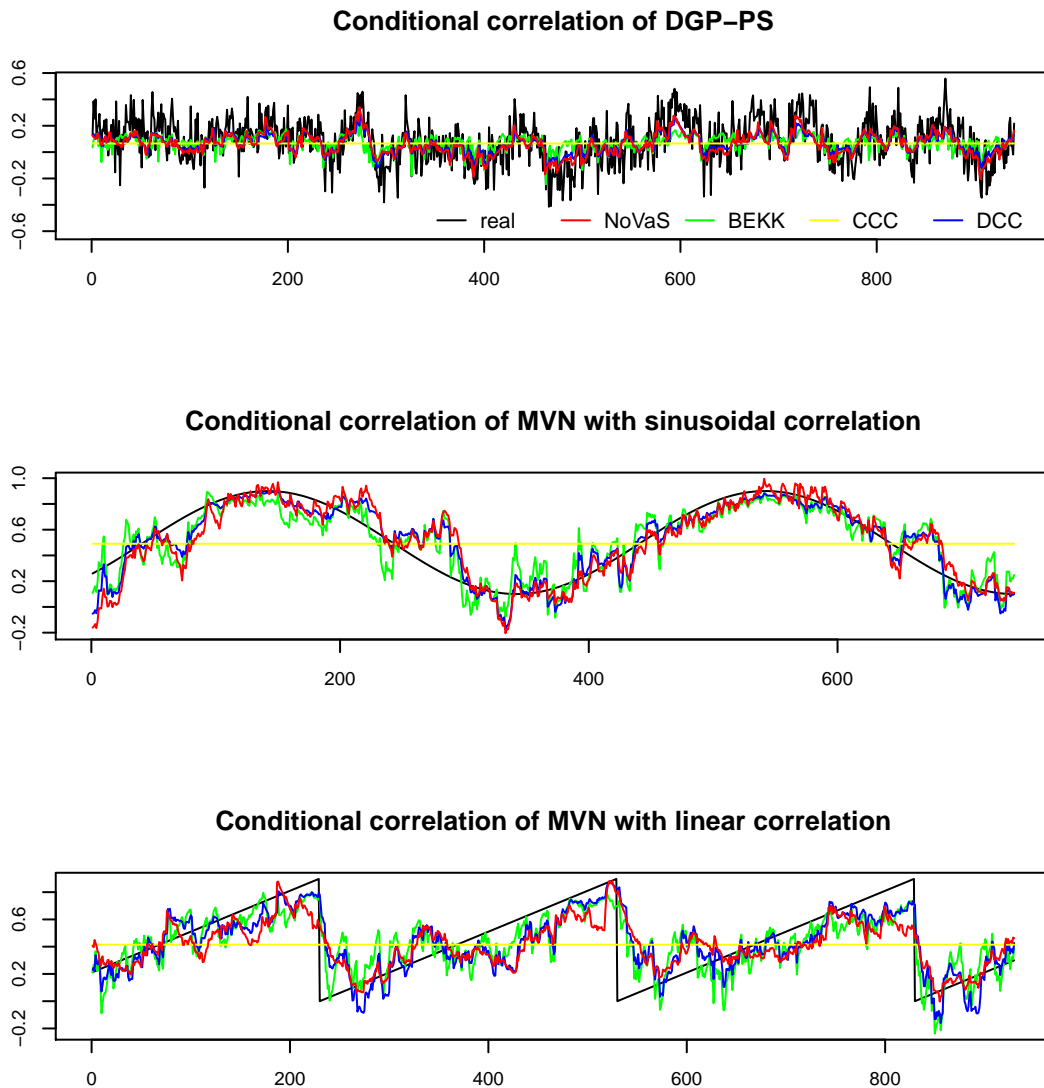 Conditional correlation of DGP−PS
0.6
0.2
−0.2
−0.6
real NoVaS BEKK CCC DCC
0 200 400 600 800
Conditional correlation of MVN with sinusoidal correlation
1.0
0.6
0.2
−0.2
0 200 400 600
Conditional correlation of MVN with linear correlation
0.6
0.2
−0.2
0 200 400 600 800